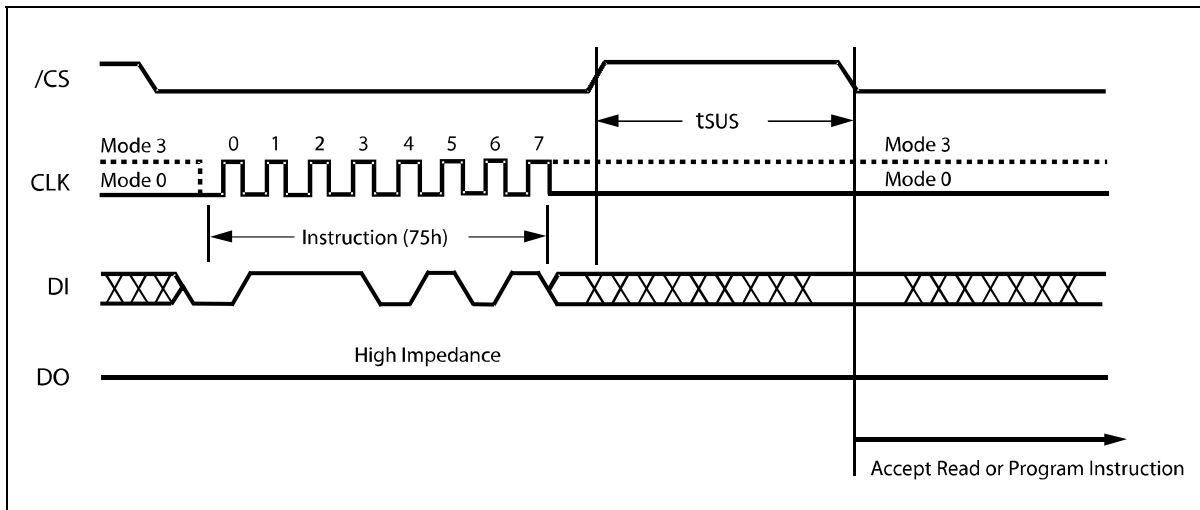 /CS
tSUS
Mode 3
0 1 2 3 4 5 6 7
Mode 3
CLK
Mode 0
Mode 0
Instruction (75h)
DI
High Impedance
DO
Accept Read or Program Instruction